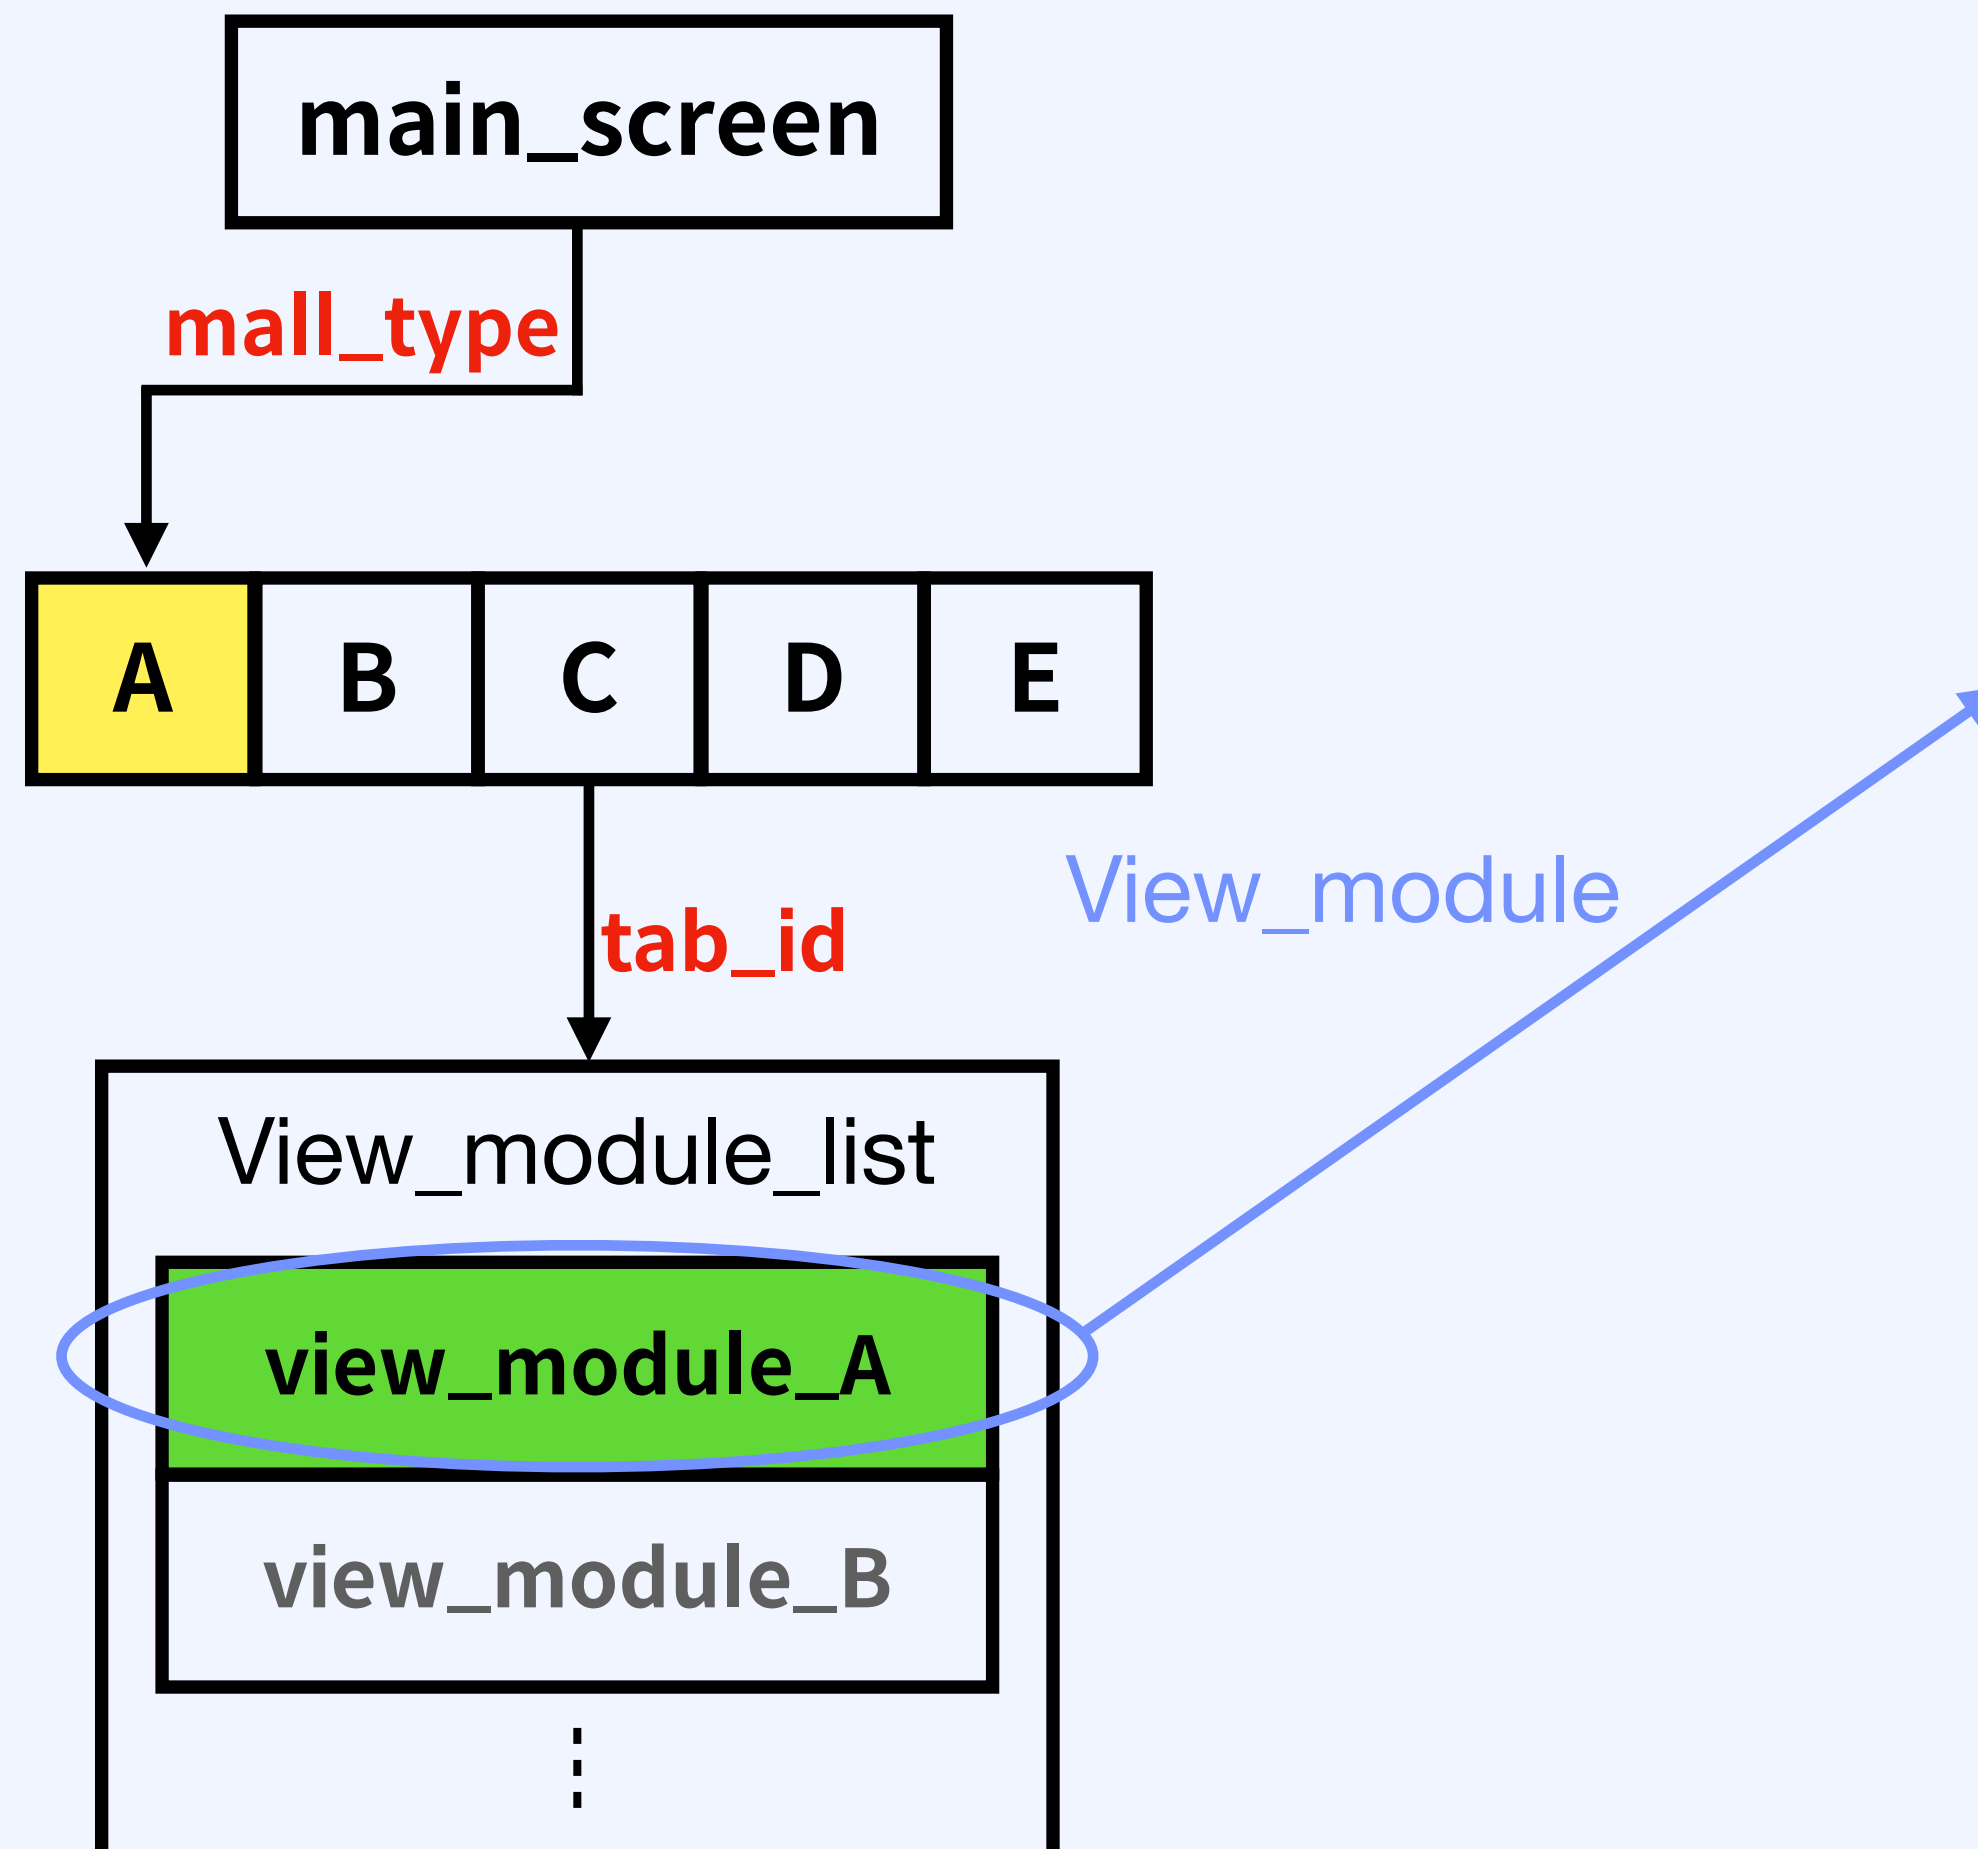 main_screen
mall_type
A
B
C
D
E
tab_id
View_module
View_module_list
view_module_A
view_module_B